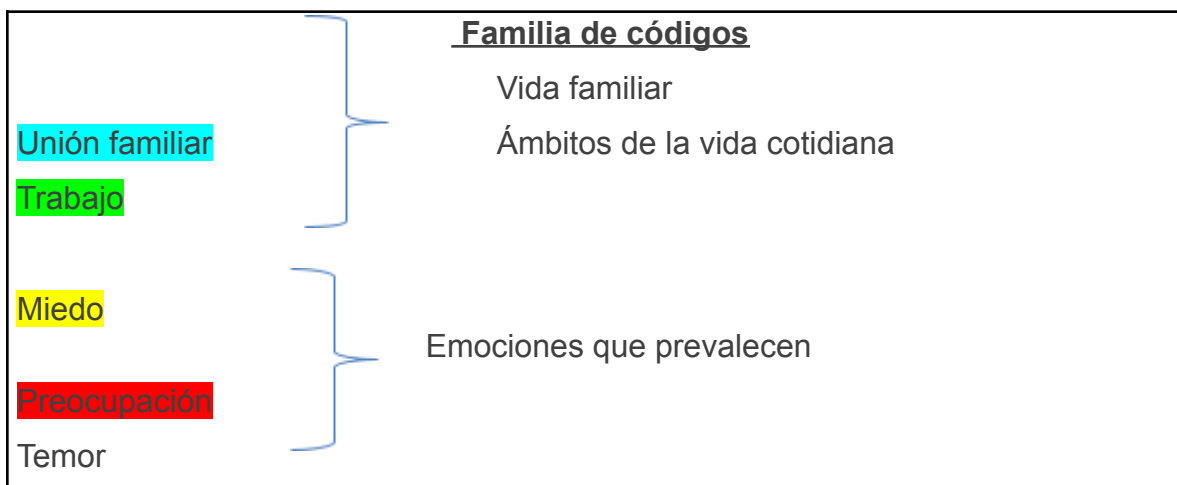 Familia de códigos
Vida familiar
Unión familiar
Ámbitos de la vida cotidiana
Trabajo
Miedo
Emociones que prevalecen
Preocupación
Temor